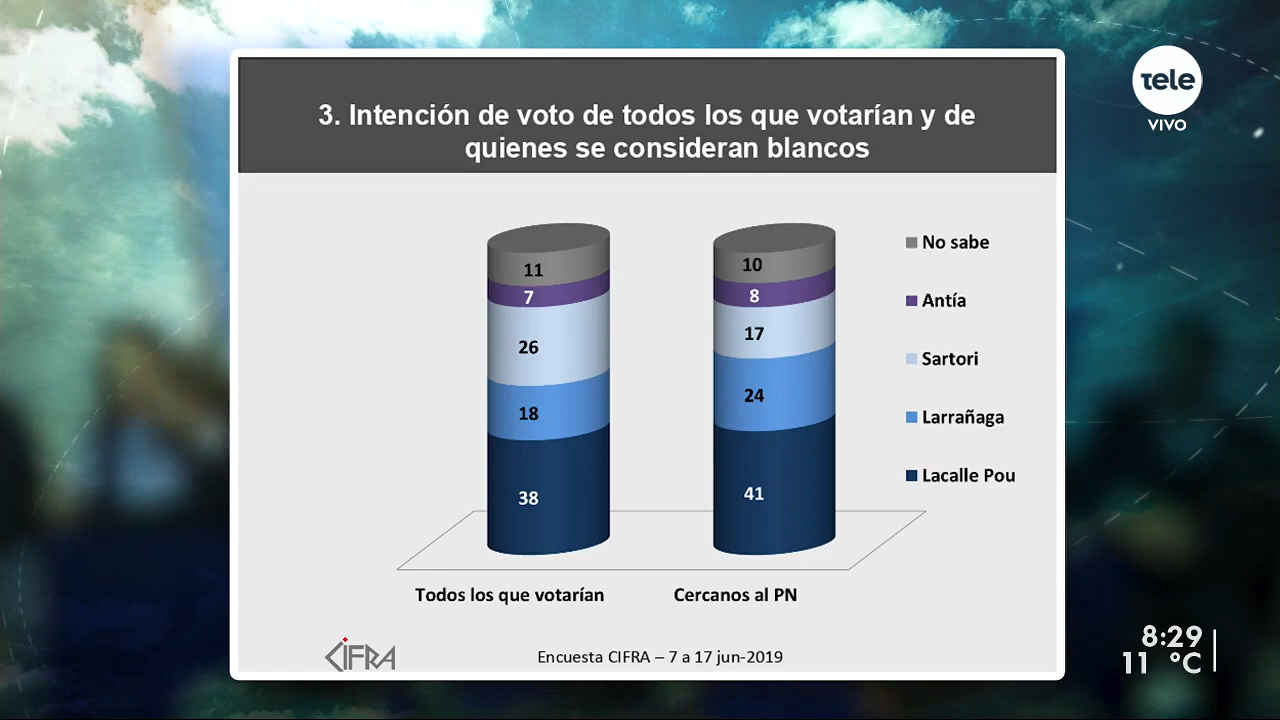 3. Intención de voto de todos los que votarían y de
quienes se consideran blancos
tele
VIVO
11
7
26
18
38
10
8
17
24
41
No sabe
Antía
Sartori
Larrañaga
Lacalle Pou
Todos los que votarían
Cercanos al PN
CIFRA
Encuesta CIFRA – 7 a 17 jun-2019
8:29
11 °C